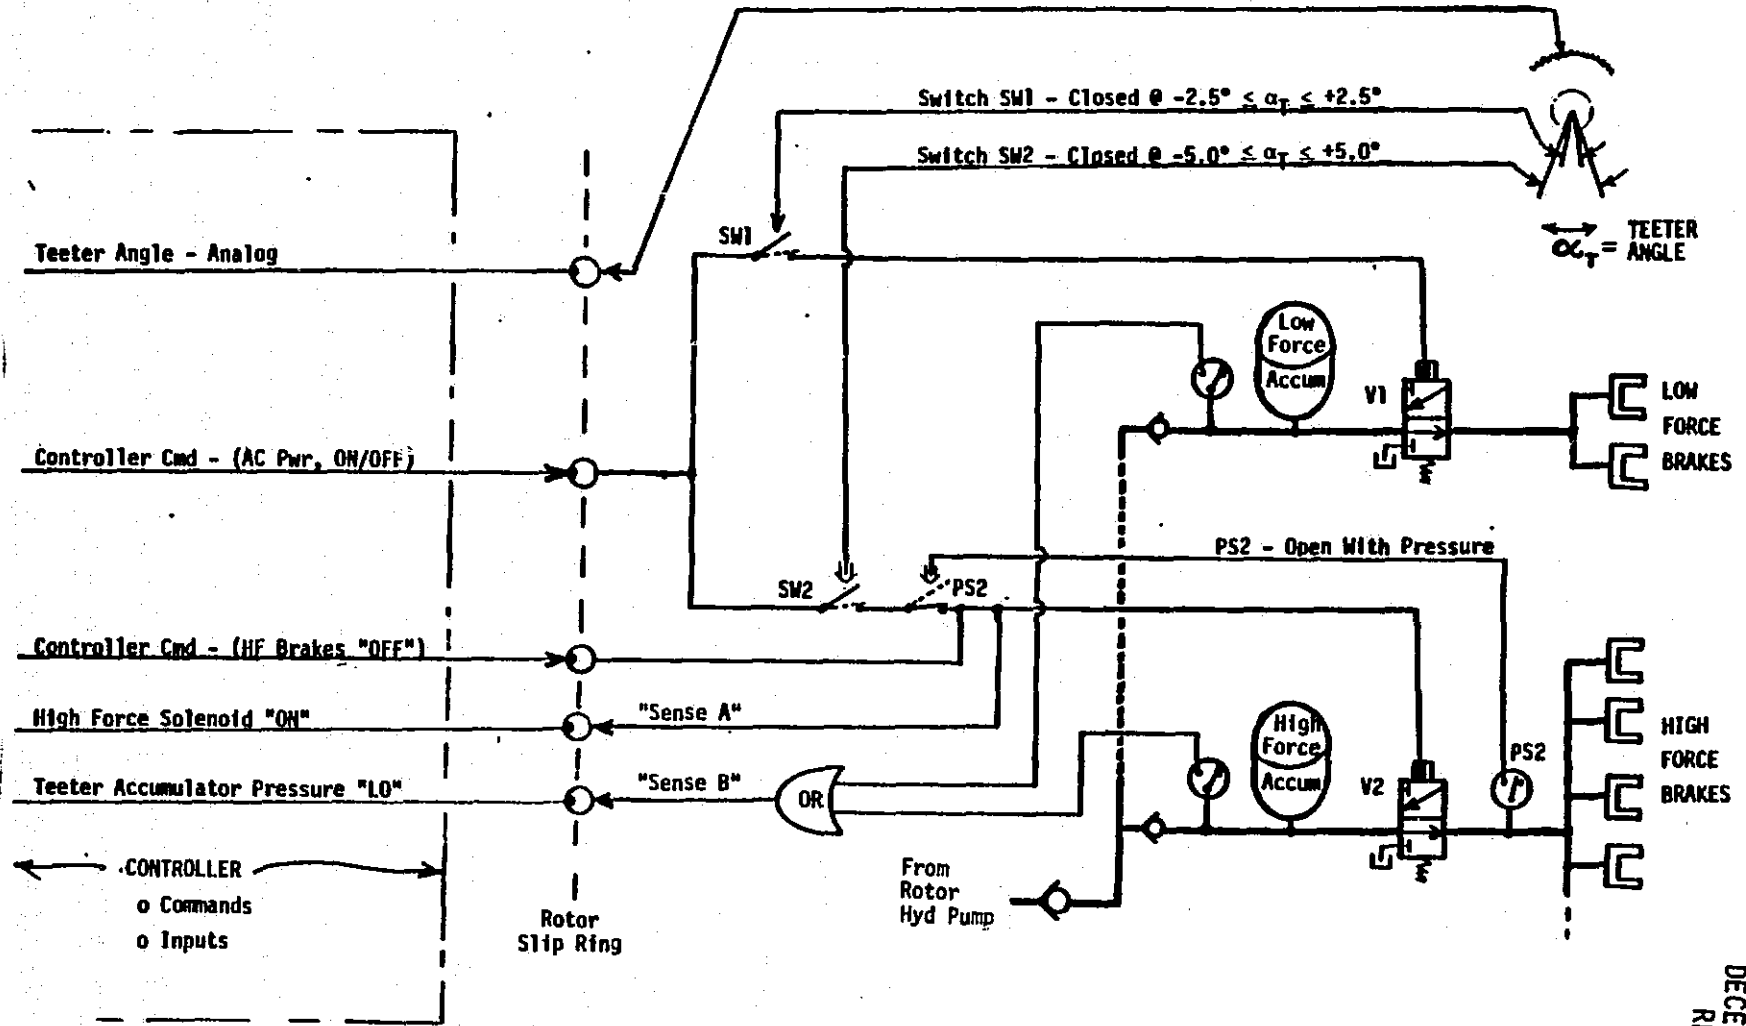 Switch SW1 - Closed @ -2.5° ≤ αT ≤ +2.5°
Switch SW2 - Closed @ -5.0° ≤ αT ≤ +5.0°
αT = TEETER
ANGLE
SW1
Teeter Angle - Analog
Low
Force
Accum
V1
LOW
FORCE
BRAKES
Controller Cmd - (AC Pwr, ON/OFF)
PS2 - Open With Pressure
SW2
PS2
Controller Cmd - (HF Brakes "OFF")
High Force Solenoid "ON"
"Sense A"
High
Force
Accum
PS2
HIGH
FORCE
BRAKES
Teeter Accumulator Pressure "LO"
"Sense B"
OR
V2
CONTROLLER
o Commands
o Inputs
Rotor
Slip Ring
From
Rotor
Hyd Pump
DECE
R